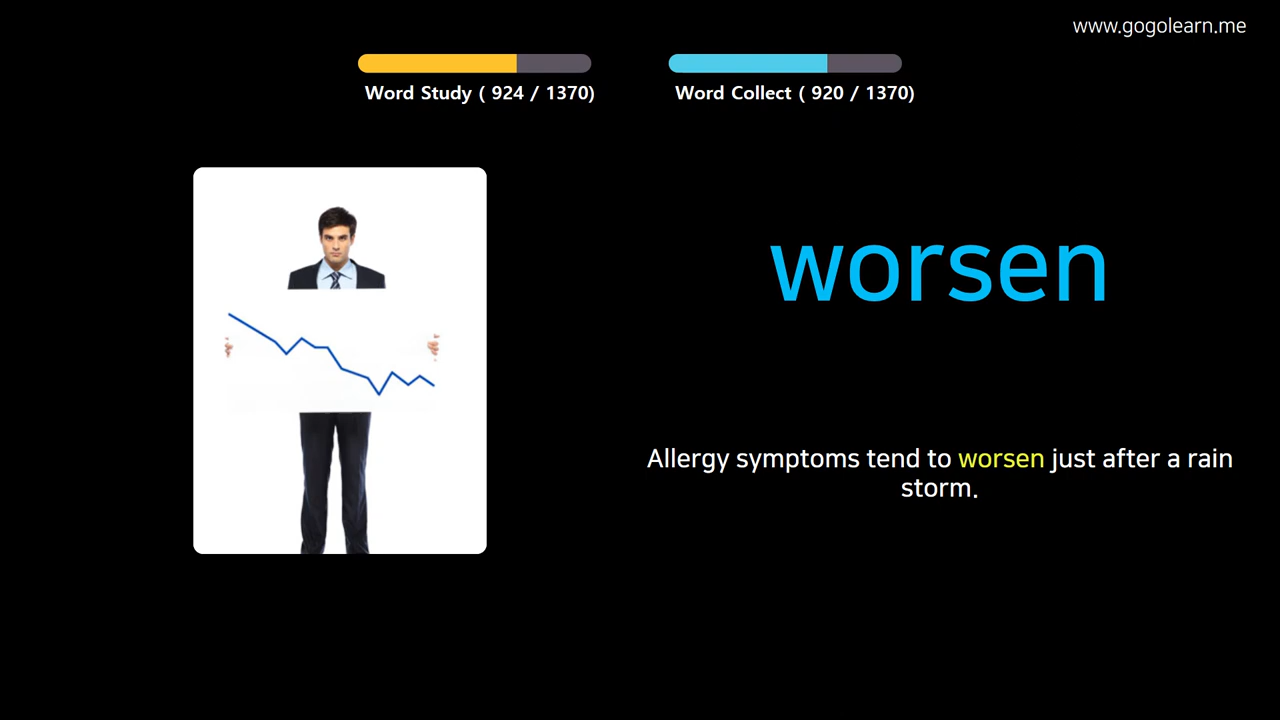 www.gogolearn.me
Word Study ( 924 / 1370)
Word Collect ( 920 / 1370)
worsen
Allergy symptoms tend to worsen just after a rain
storm.